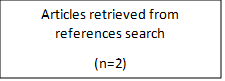 Articles retrieved from
references search
(n=2)